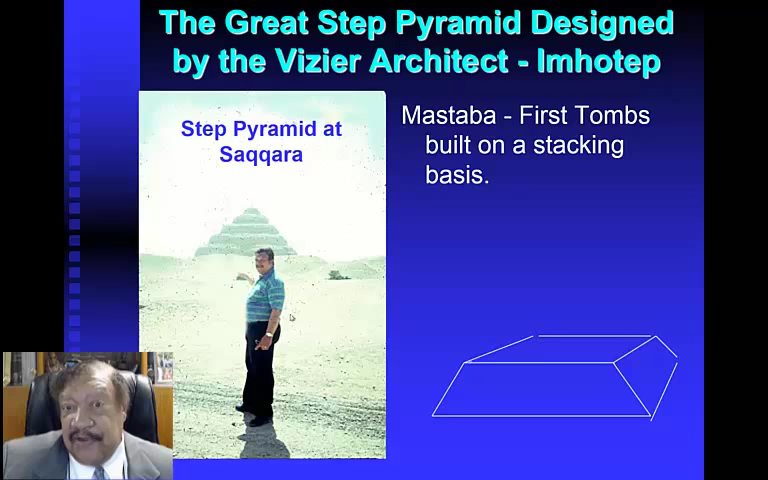 The Great Step Pyramid Designed
by the Vizier Architect - Imhotep
Step Pyramid at
Saqqara
Mastaba - First Tombs
built on a stacking
basis.